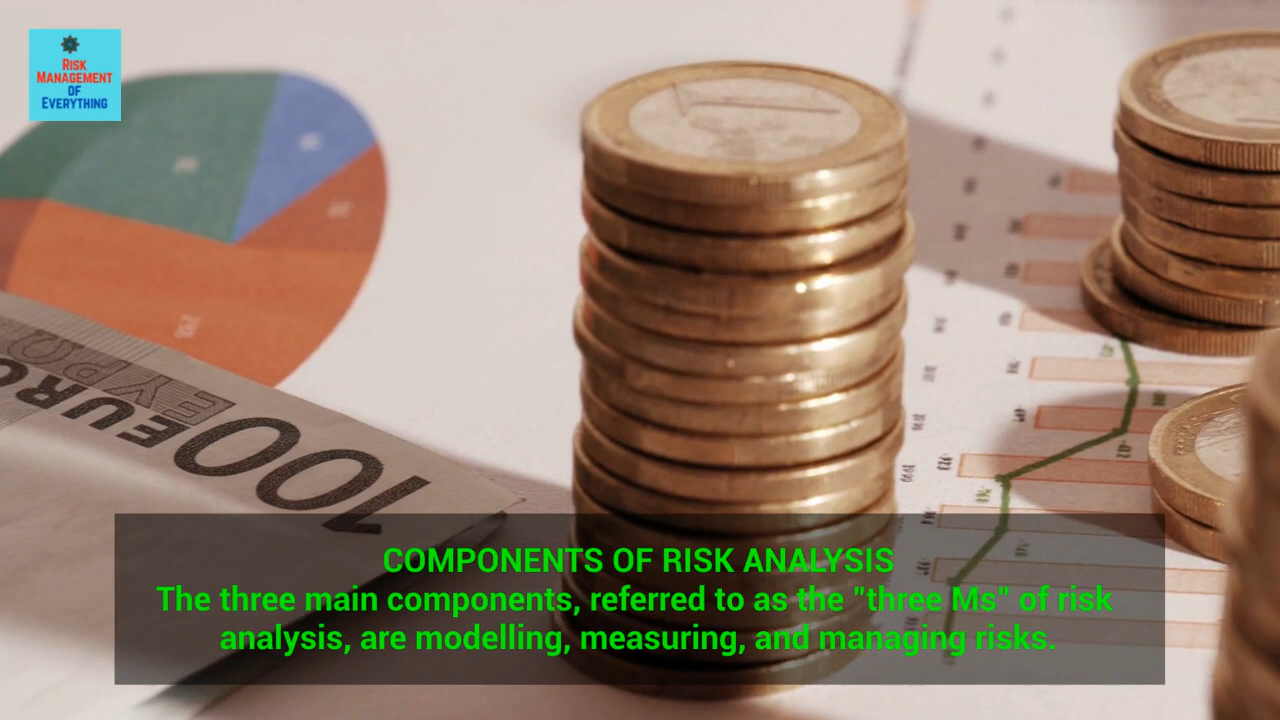 RISK
MANAGEMENT
OF
EVERYTHING
100 EURO
ΕΥΡΩ
COMPONENTS OF RISK ANALYSIS
The three main components, referred to as the "three Ms" of risk
analysis, are modelling, measuring, and managing risks.